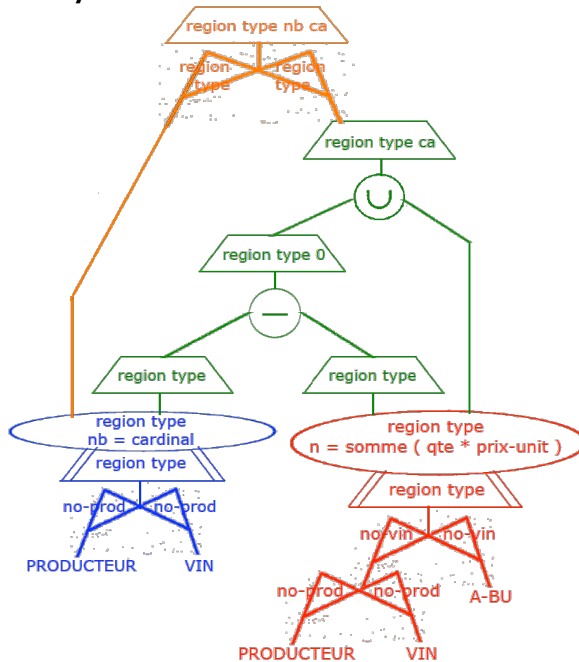 region type nb ca
region region
type type
region type ca
∪
region type 0
—
region type region type
region type
nb = cardinal
region type
n = somme ( qte * prix-unit )
region type
region type
no-prod no-prod
no-vin no-vin
PRODUCTEUR VIN
no-prod no-prod
A-BU
PRODUCTEUR VIN